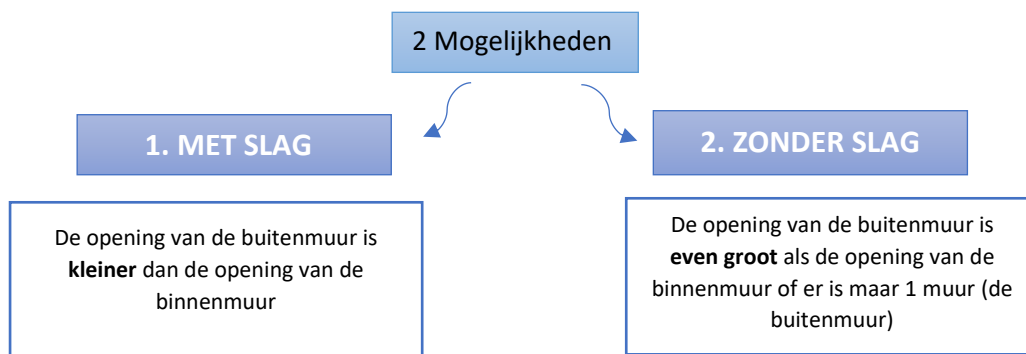 2 Mogelijkheden
1. MET SLAG
2. ZONDER SLAG
De opening van de buitenmuur is
kleiner dan de opening van de
binnenmuur
De opening van de buitenmuur is
even groot als de opening van de
binnenmuur of er is maar 1 muur (de
buitenmuur)